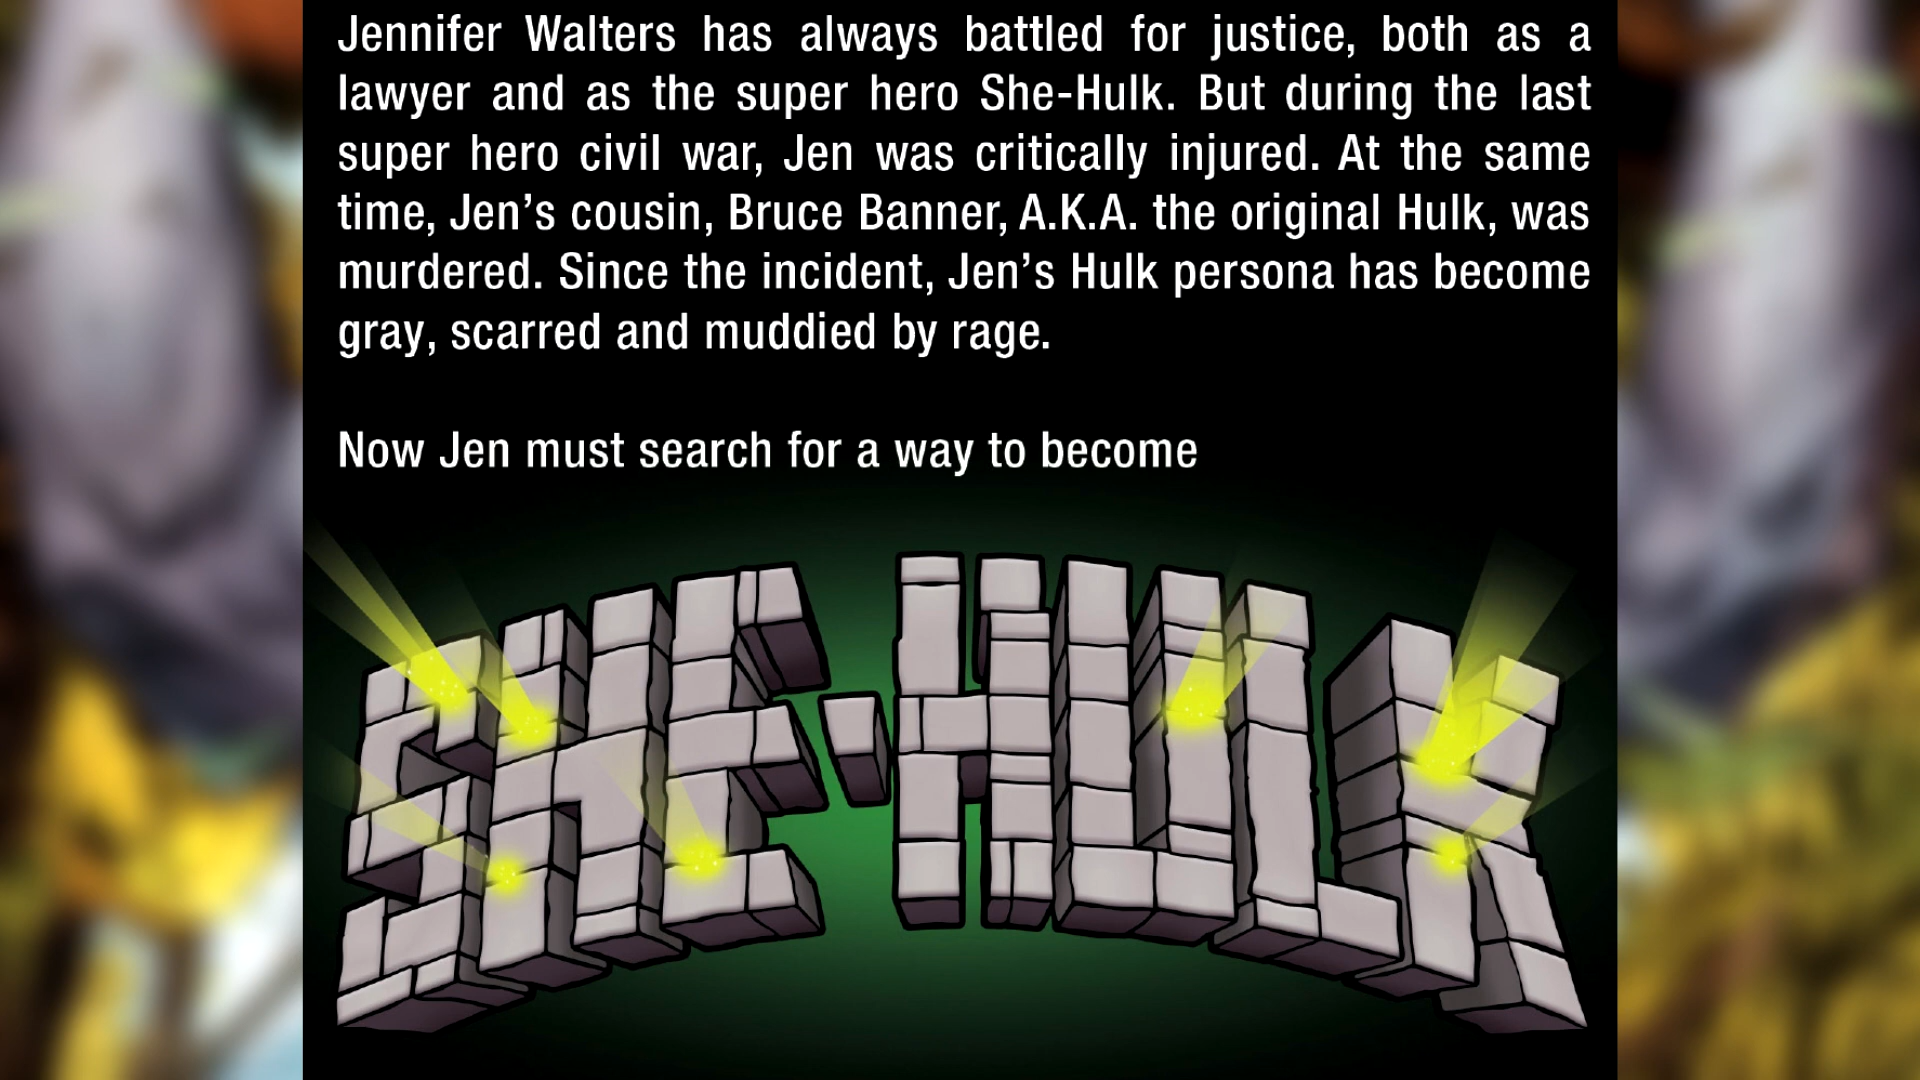 Jennifer Walters has always battled for justice, both as a
lawyer and as the super hero She-Hulk. But during the last
super hero civil war, Jen was critically injured. At the same
time, Jen’s cousin, Bruce Banner, A.K.A. the original Hulk, was
murdered. Since the incident, Jen’s Hulk persona has become
gray, scarred and muddied by rage.
Now Jen must search for a way to become
SHE-HULK